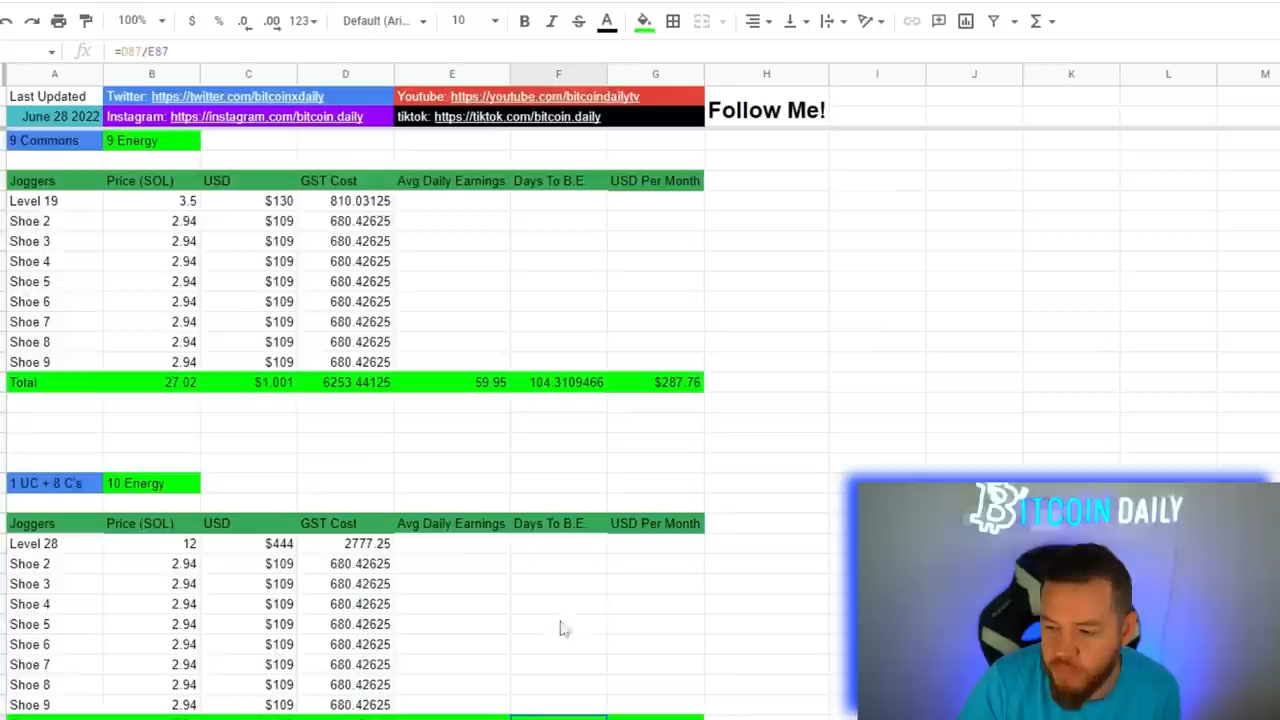 100% $ % .0 .00 123 Default (Ari... 10 B I S A
fx =D87/E87
A B C D E F G H I J K L M
Last Updated Twitter: https://twitter.com/bitcoinxdaily Youtube: https://youtube.com/bitcoindailytv
June 28 2022 Instagram: https://instagram.com/bitcoin.daily tiktok: https://tiktok.com/bitcoin.daily Follow Me!
9 Commons 9 Energy
Joggers Price (SOL) USD GST Cost Avg Daily Earnings Days To B.E. USD Per Month
Level 19 3.5 $130 810.03125
Shoe 2 2.94 $109 680.42625
Shoe 3 2.94 $109 680.42625
Shoe 4 2.94 $109 680.42625
Shoe 5 2.94 $109 680.42625
Shoe 6 2.94 $109 680.42625
Shoe 7 2.94 $109 680.42625
Shoe 8 2.94 $109 680.42625
Shoe 9 2.94 $109 680.42625
Total 27.02 $1,001 6253.44125 59.95 104.3109466 $287.76
1 UC + 8 C's 10 Energy
Joggers Price (SOL) USD GST Cost Avg Daily Earnings Days To B.E. USD Per Month
Level 28 12 $444 2777.25
Shoe 2 2.94 $109 680.42625
Shoe 3 2.94 $109 680.42625
Shoe 4 2.94 $109 680.42625
Shoe 5 2.94 $109 680.42625
Shoe 6 2.94 $109 680.42625
Shoe 7 2.94 $109 680.42625
Shoe 8 2.94 $109 680.42625
Shoe 9 2.94 $109 680.42625
BITCOIN DAILY